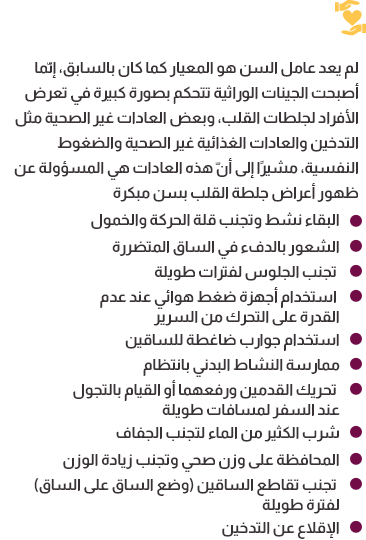 لم يعد عامل السن هو المعيار كما كان بالسابق، إنّما
أصبحت الجينات الوراثية تتحكم بصورة كبيرة في تعرض
الأفراد لجلطات القلب، وبعض العادات غير الصحية مثل
التدخين والعادات الغذائية غير الصحية والضغوط
النفسية، مشيرًا إلى أنّ هذه العادات هي المسؤولة عن
ظهور أعراض جلطة القلب بسن مبكرة
البقاء نشط وتجنب قلة الحركة والخمول
الشعور بالدفء في الساق المتضررة
تجنب الجلوس لفترات طويلة
استخدام أجهزة ضغط هوائي عند عدم
القدرة على التحرك من السرير
استخدام جوارب ضاغطة للساقين
ممارسة النشاط البدني بانتظام
تحريك القدمين ورفعهما أو القيام بالتجول
عند السفر لمسافات طويلة
شرب الكثير من الماء لتجنب الجفاف
المحافظة على وزن صحي وتجنب زيادة الوزن
تجنب تقاطع الساقين (وضع الساق على الساق)
لفترة طويلة
الإقلاع عن التدخين